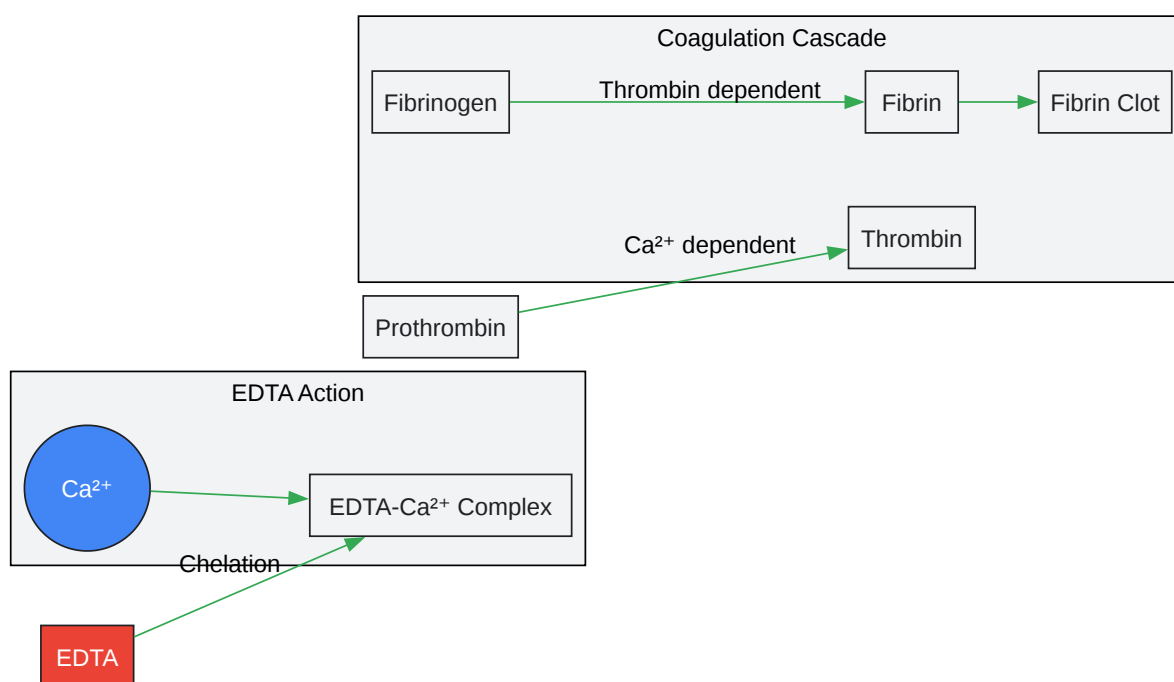 Coagulation Cascade
Fibrinogen
Thrombin dependent
Fibrin
Fibrin Clot
Ca²⁺ dependent
Thrombin
Prothrombin
EDTA Action
Ca²⁺
EDTA-Ca²⁺ Complex
Chelation
EDTA